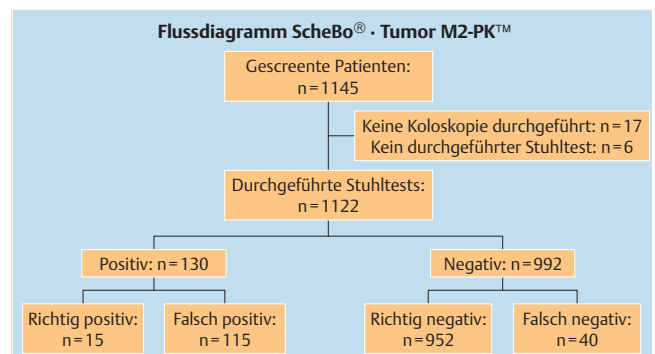 Flussdiagramm ScheBo® · Tumor M2-PK™
Gescreente Patienten:
n=1145
Keine Koloskopie durchgeführt: n=17
Kein durchgeführter Stuhltest: n=6
Durchgeführte Stuhltests:
n=1122
Positiv: n=130
Negativ: n=992
Richtig positiv:
n=15
Falsch positiv:
n=115
Richtig negativ:
n=952
Falsch negativ:
n=40